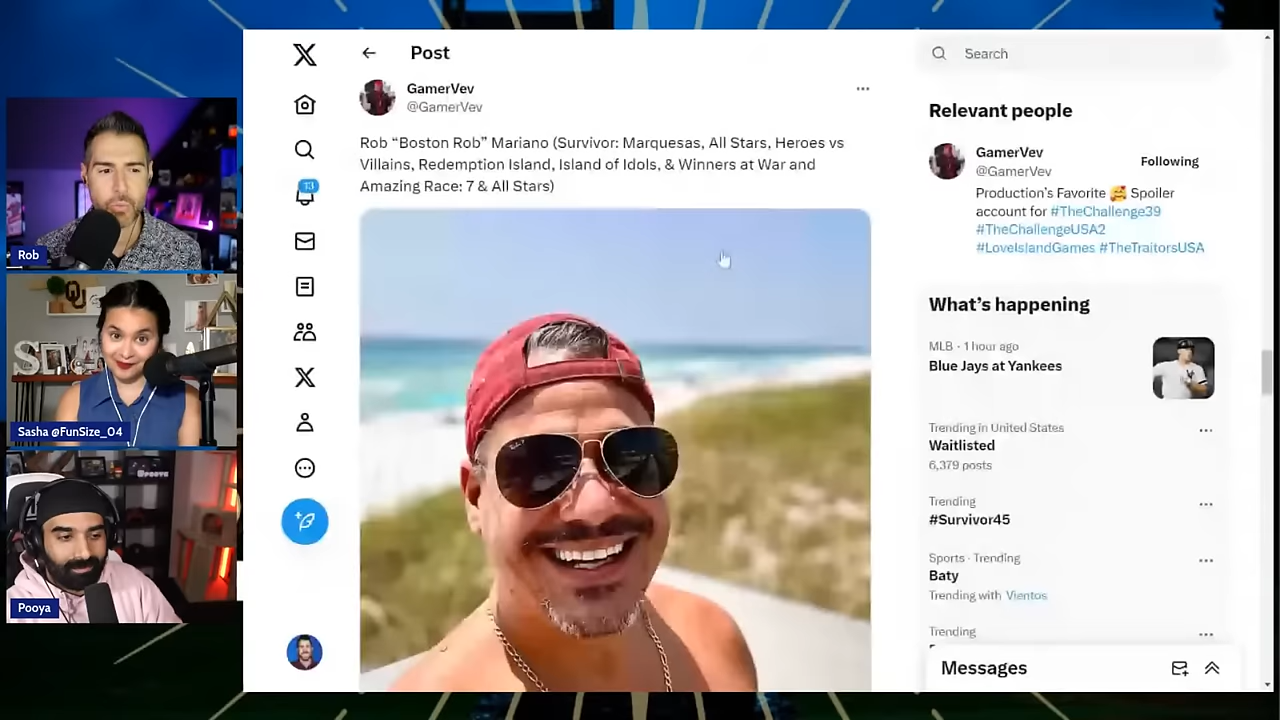 Rob
Sasha @FunSize_04
Pooya
Post
GamerVev
@GamerVev
Rob “Boston Rob” Mariano (Survivor: Marquesas, All Stars, Heroes vs
Villains, Redemption Island, Island of Idols, & Winners at War and
Amazing Race: 7 & All Stars)
13
Search
Relevant people
GamerVev
@GamerVev
Following
Production’s Favorite 🥰 Spoiler
account for #TheChallenge39
#TheChallengeUSA2
#LoveIslandGames #TheTraitorsUSA
What’s happening
MLB · 1 hour ago
Blue Jays at Yankees
Trending in United States
Waitlisted
6,379 posts
Trending
#Survivor45
Sports · Trending
Baty
Trending with Vientos
Trending
Messages